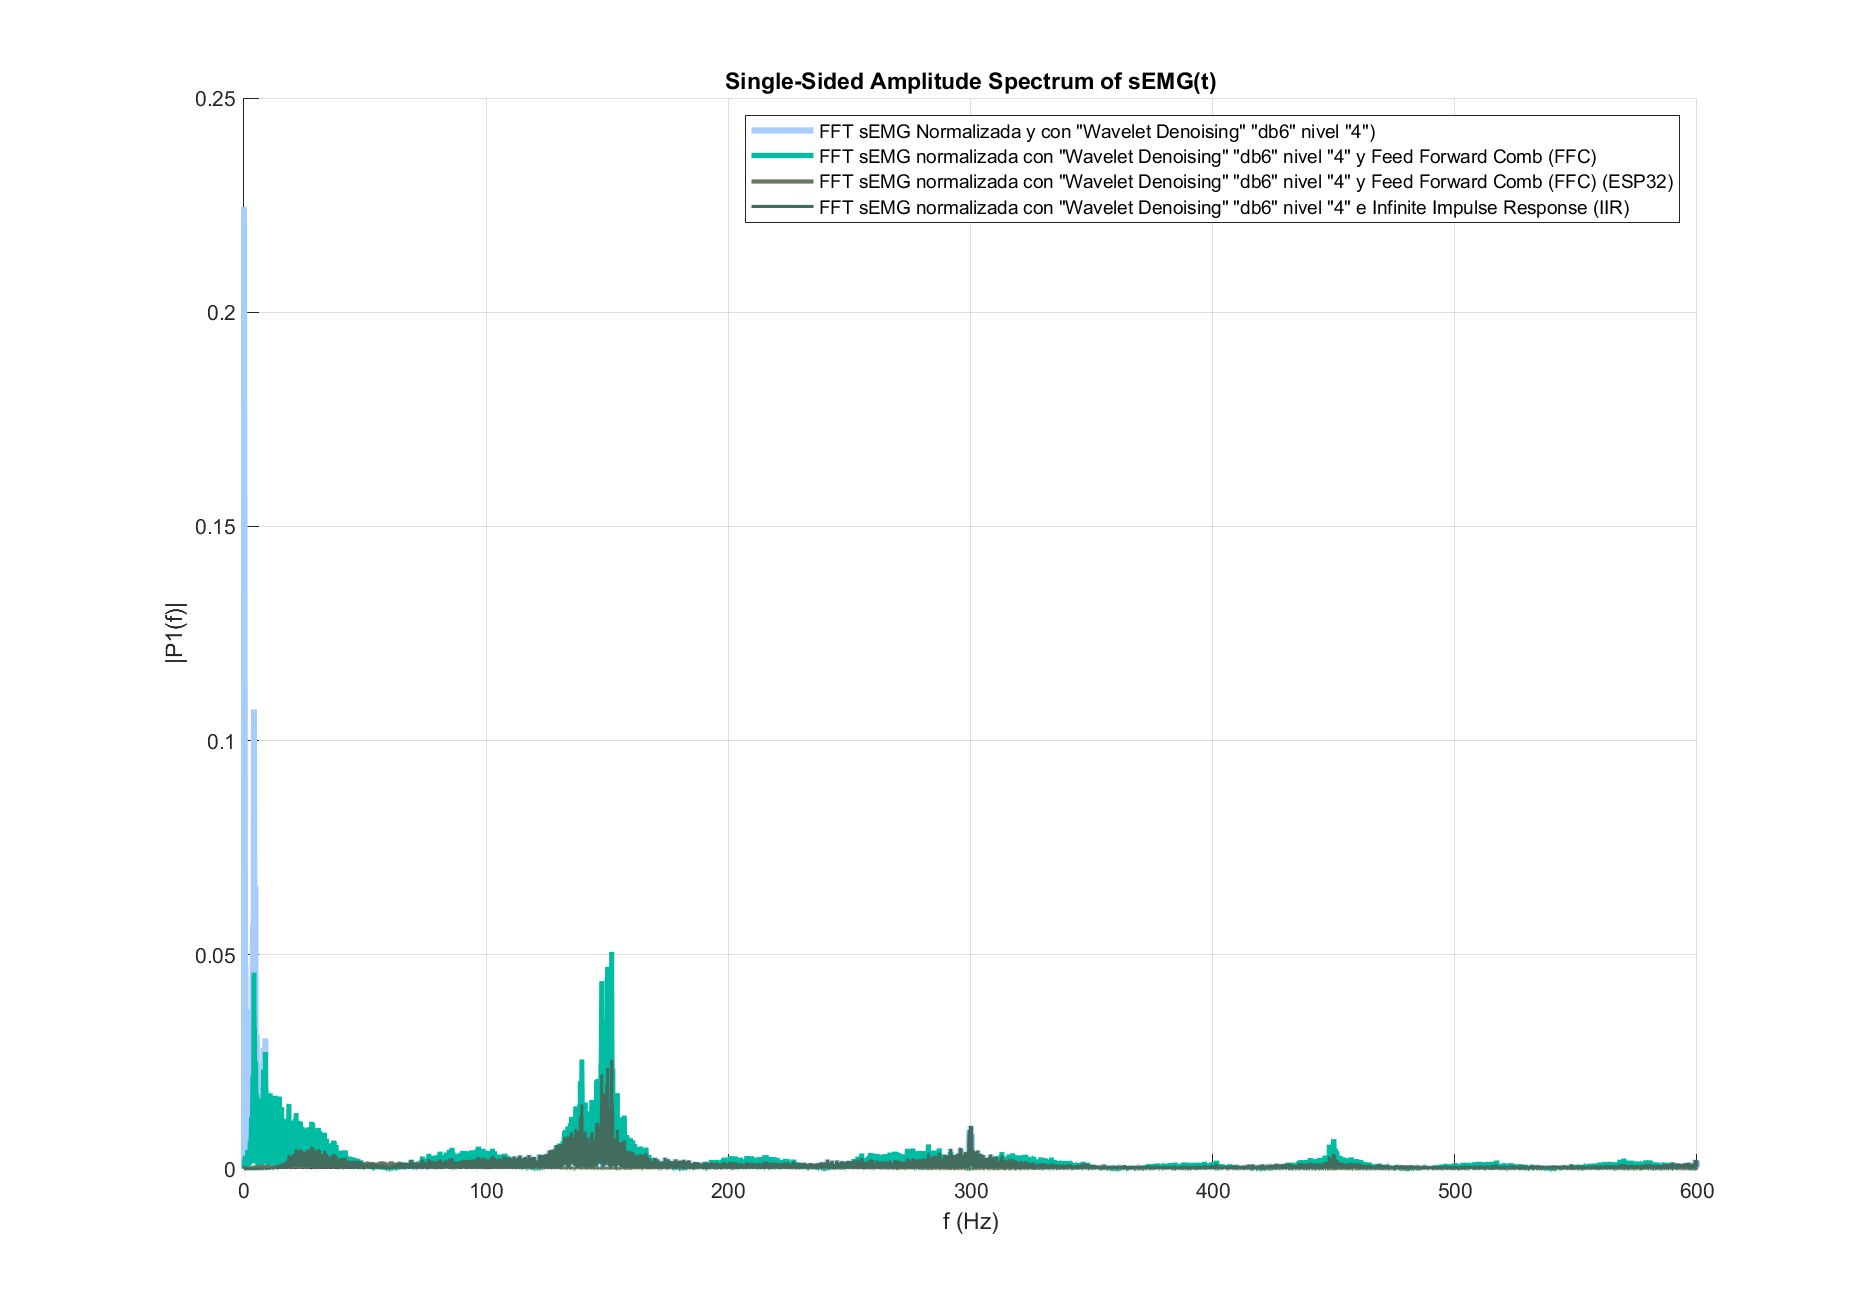 Single-Sided Amplitude Spectrum of sEMG(t)
0.25
0.2
0.15
0.1
0.05
0
|P1(f)|
FFT sEMG Normalizada y con "Wavelet Denoising" "db6" nivel "4")
FFT sEMG normalizada con "Wavelet Denoising" "db6" nivel "4" y Feed Forward Comb (FFC)
FFT sEMG normalizada con "Wavelet Denoising" "db6" nivel "4" y Feed Forward Comb (FFC) (ESP32)
FFT sEMG normalizada con "Wavelet Denoising" "db6" nivel "4" e Infinite Impulse Response (IIR)
0 100 200 300 400 500 600
f (Hz)